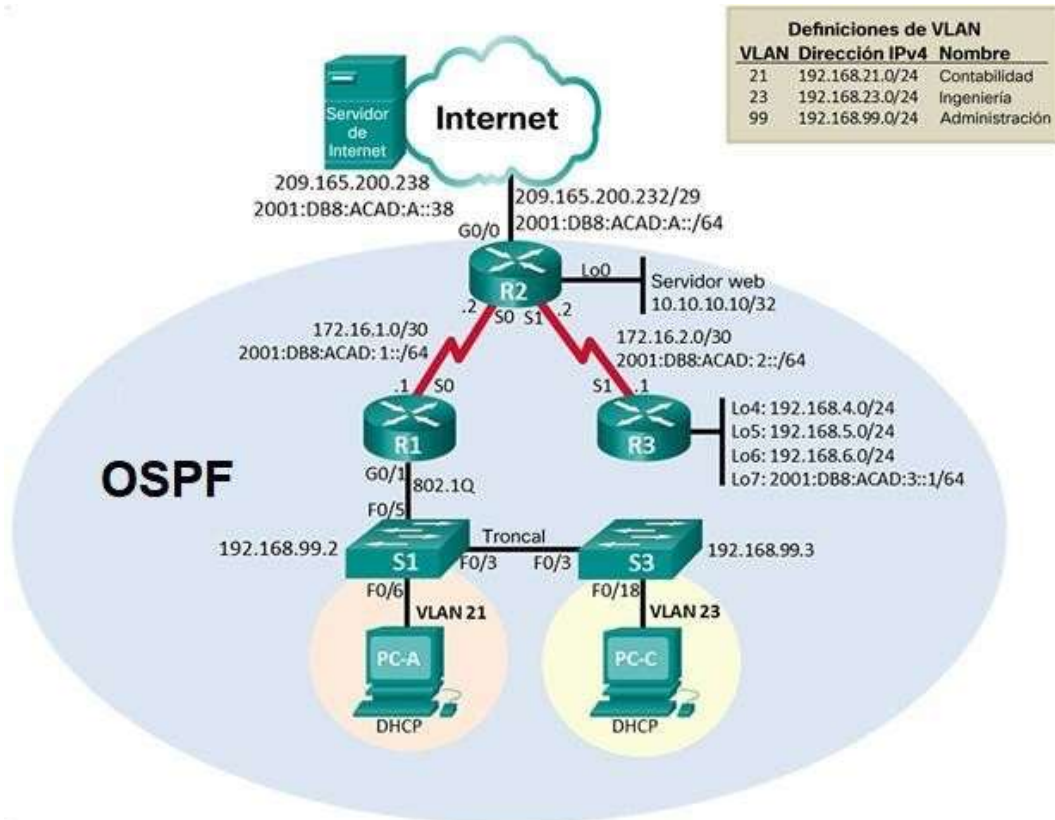 Definiciones de VLAN
VLAN Dirección IPv4 Nombre
21 192.168.21.0/24 Contabilidad
23 192.168.23.0/24 Ingeniería
99 192.168.99.0/24 Administración
Servidor
de
Internet
Internet
209.165.200.238
2001:DB8:ACAD:A::38
209.165.200.232/29
2001:DB8:ACAD:A::/64
G0/0
R2
Lo0
Servidor web
10.10.10.10/32
.2
S0
S1
.2
172.16.1.0/30
2001:DB8:ACAD: 1::/64
172.16.2.0/30
2001:DB8:ACAD: 2::/64
.1
S0
S1
.1
R1
R3
Lo4: 192.168.4.0/24
Lo5: 192.168.5.0/24
Lo6: 192.168.6.0/24
Lo7: 2001:DB8:ACAD:3::1/64
OSPF
G0/1
802.1Q
F0/5
Troncal
192.168.99.2
S1
F0/3
F0/3
S3
192.168.99.3
F0/6
F0/18
VLAN 21
VLAN 23
PC-A
PC-C
DHCP
DHCP